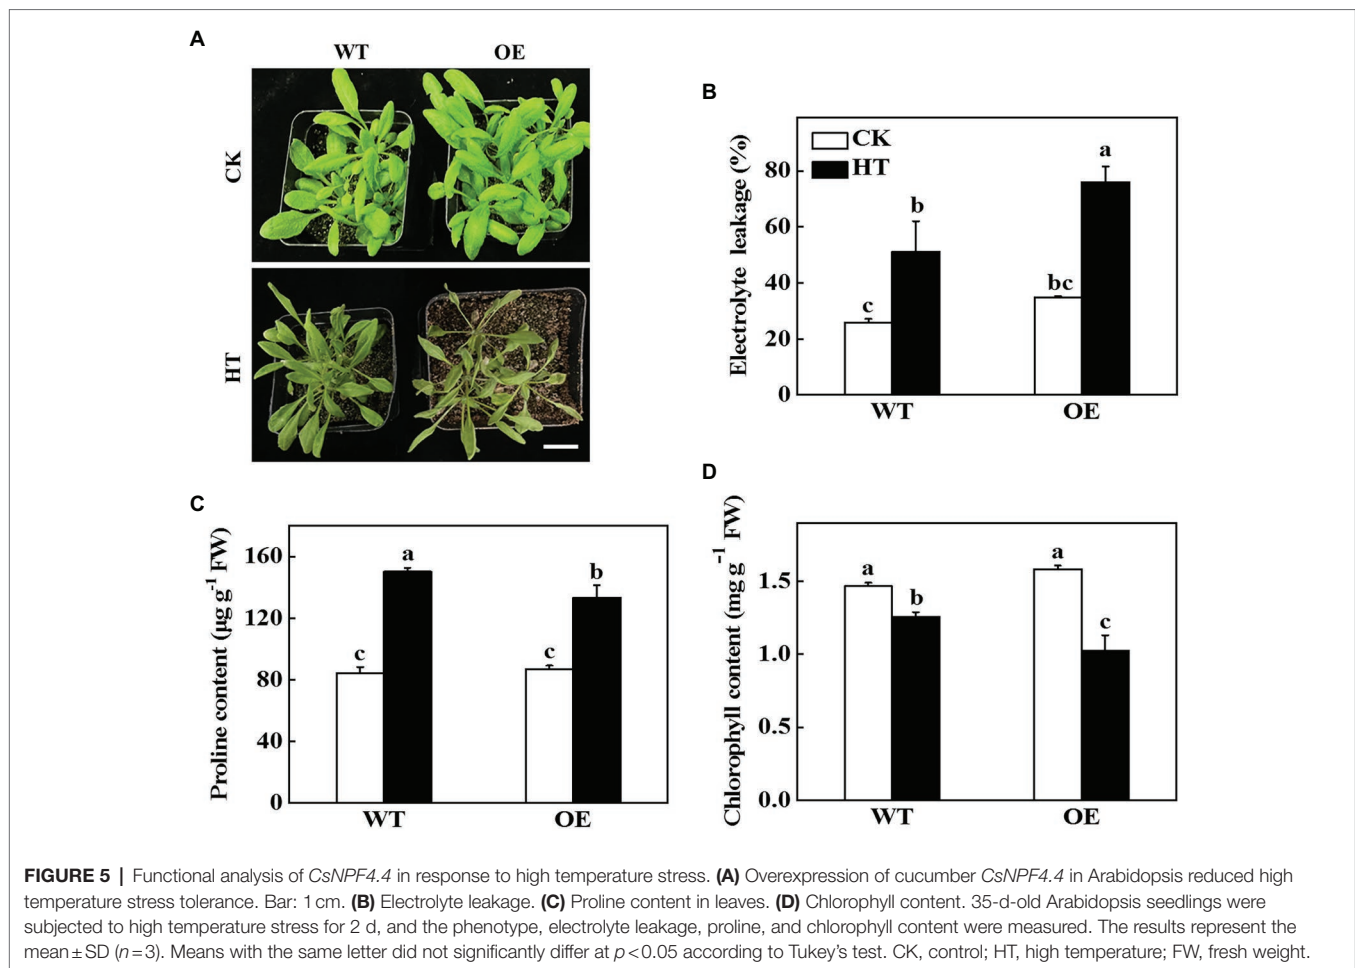 A
WT OE
CK
HT
B
Electrolyte leakage (%)
80
60
40
20
0
CK
HT
c
b
bc
a
WT OE
C
Proline content (µg g⁻¹ FW)
160
120
80
40
0
c
a
c
b
WT OE
D
Chlorophyll content (mg g⁻¹ FW)
1.5
1.0
0.5
0.0
a
b
a
c
WT OE
FIGURE 5 | Functional analysis of CsNPF4.4 in response to high temperature stress. (A) Overexpression of cucumber CsNPF4.4 in Arabidopsis reduced high
temperature stress tolerance. Bar: 1 cm. (B) Electrolyte leakage. (C) Proline content in leaves. (D) Chlorophyll content. 35-d-old Arabidopsis seedlings were
subjected to high temperature stress for 2 d, and the phenotype, electrolyte leakage, proline, and chlorophyll content were measured. The results represent the
mean ± SD (n = 3). Means with the same letter did not significantly differ at p < 0.05 according to Tukey's test. CK, control; HT, high temperature; FW, fresh weight.